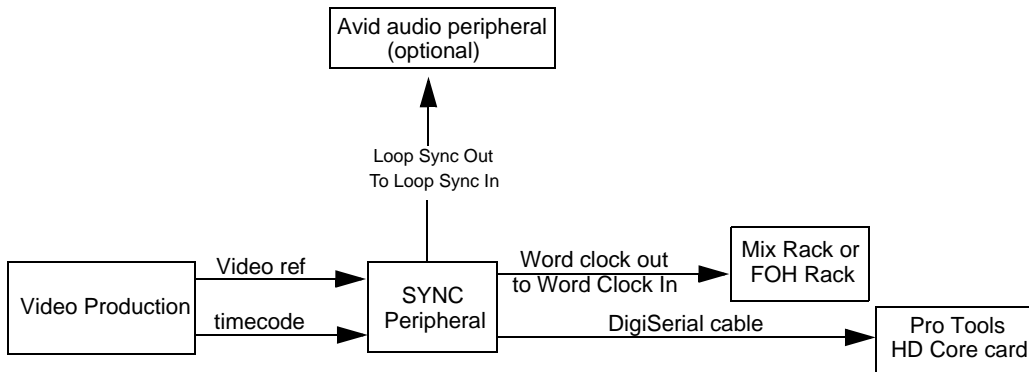 Avid audio peripheral
(optional)
Loop Sync Out
To Loop Sync In
Video Production
Video ref
timecode
SYNC
Peripheral
Word clock out
to Word Clock In
DigiSerial cable
Mix Rack or
FOH Rack
Pro Tools
HD Core card